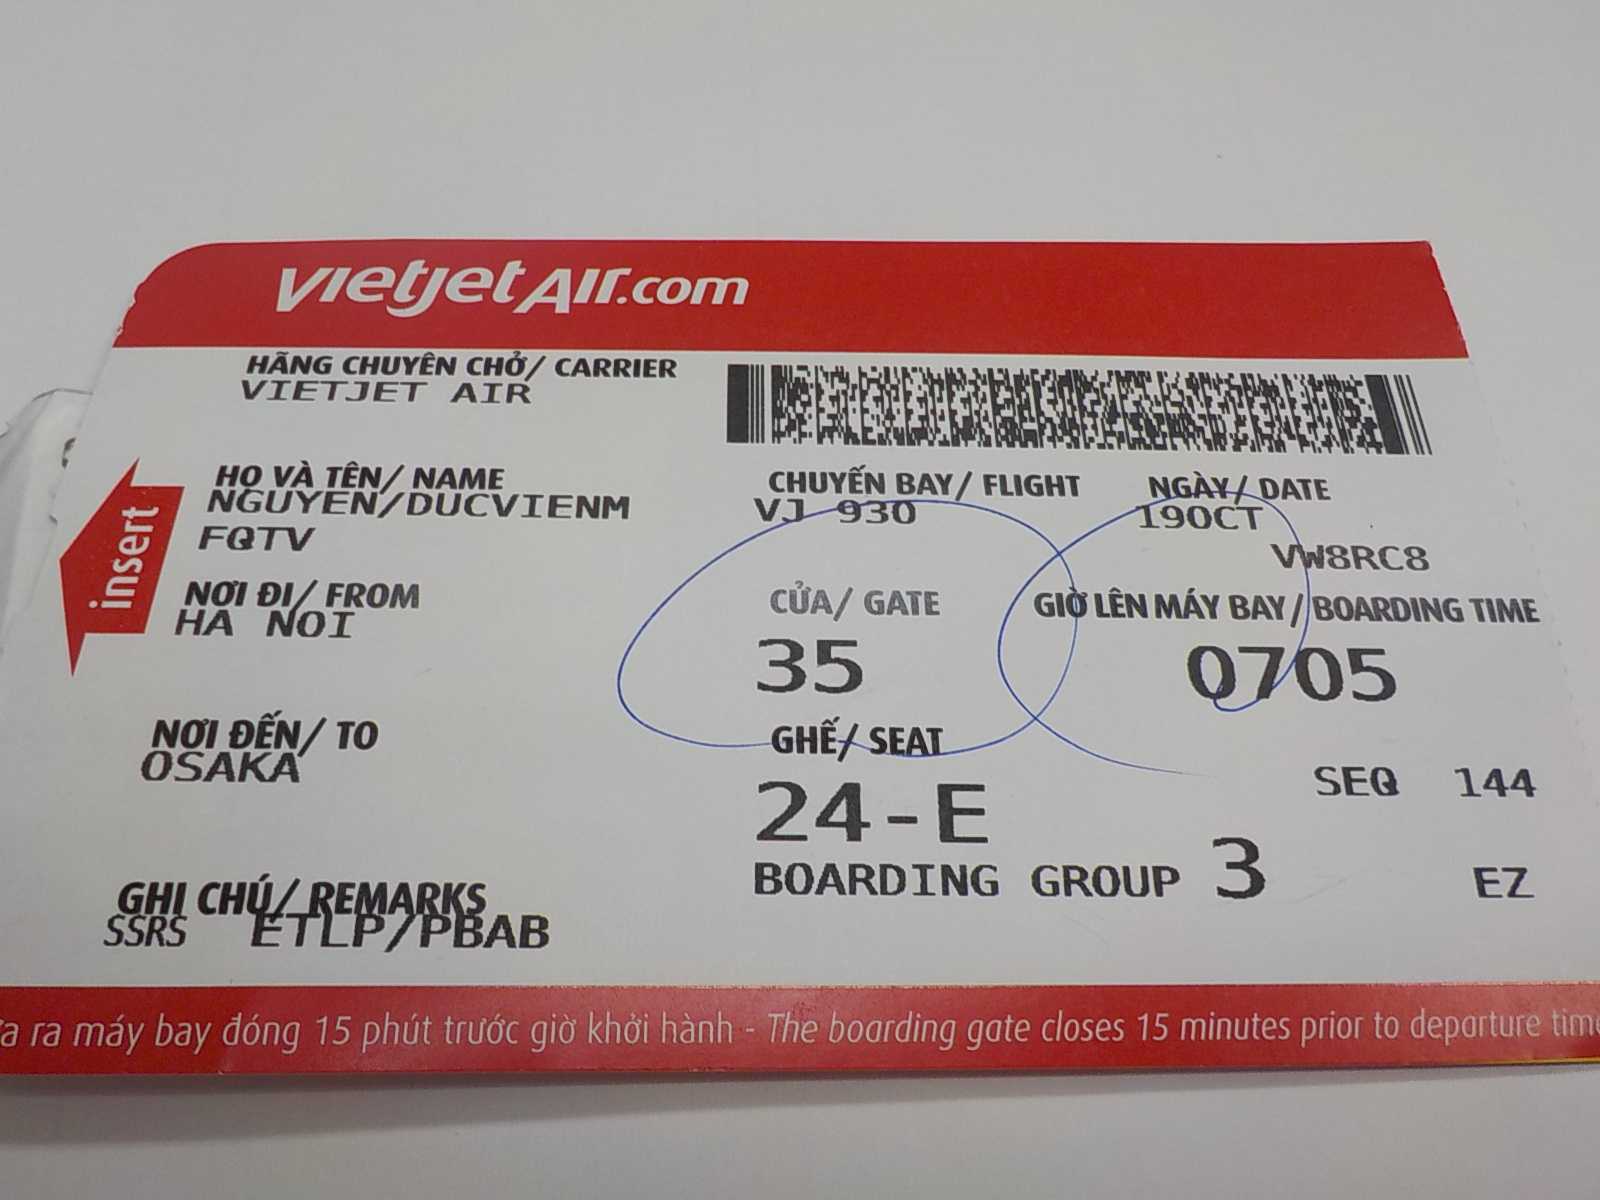 vietjetAir.com
HÃNG CHUYÊN CHỞ/ CARRIER
VIETJET AIR
HỌ VÀ TÊN/ NAME
NGUYEN/DUCVIENM
FQTV
NƠI ĐI/ FROM
HA NOI
NƠI ĐẾN/ TO
OSAKA
GHI CHÚ/ REMARKS
SSRS ETLP/PBAB
CHUYẾN BAY/ FLIGHT
VJ 930
NGÀY/ DATE
19OCT
VW8RC8
CỬA/ GATE
35
GIỜ LÊN MÁY BAY/ BOARDING TIME
0705
GHẾ/ SEAT
24-E
SEQ 144
BOARDING GROUP 3
EZ
insert
ra máy bay đóng 15 phút trước giờ khởi hành - The boarding gate closes 15 minutes prior to departure